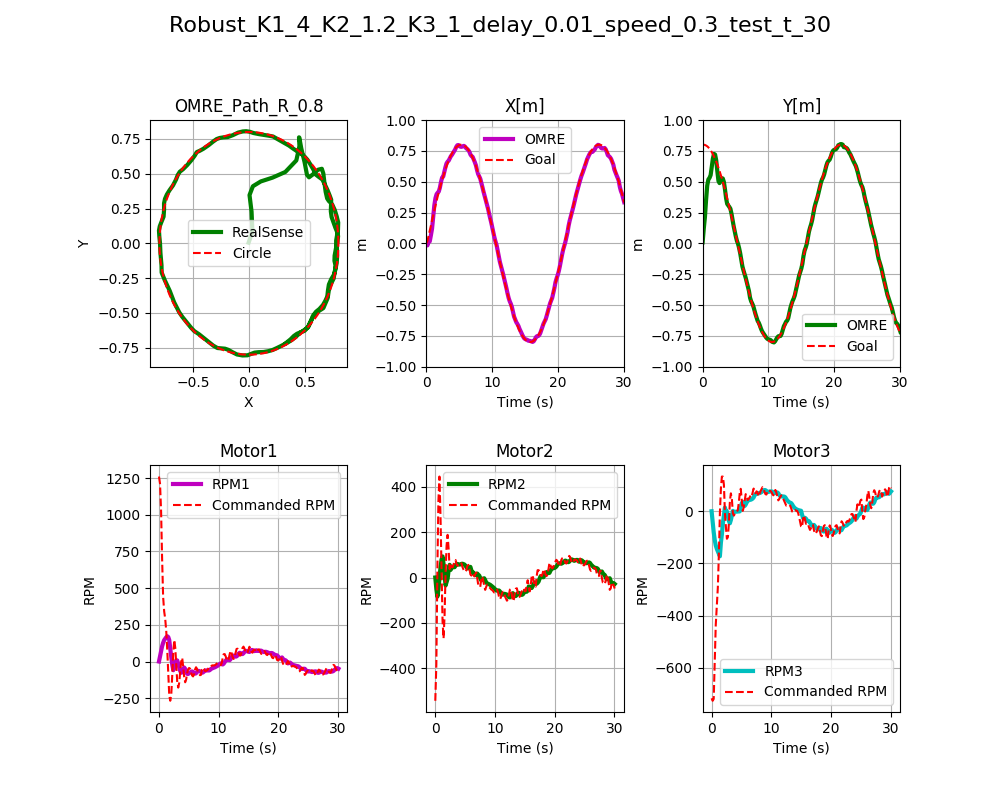 Robust_K1_4_K2_1.2_K3_1_delay_0.01_speed_0.3_test_t_30
OMRE_Path_R_0.8
0.75
0.50
0.25
0.00
−0.25
−0.50
−0.75
Y
RealSense
Circle
−0.5
0.0
0.5
X
X[m]
1.00
0.75
0.50
0.25
0.00
−0.25
−0.50
−0.75
−1.00
m
OMRE
Goal
0
10
20
30
Time (s)
Y[m]
1.00
0.75
0.50
0.25
0.00
−0.25
−0.50
−0.75
−1.00
m
OMRE
Goal
0
10
20
30
Time (s)
Motor1
1250
1000
750
500
250
0
−250
RPM
RPM1
Commanded RPM
0
10
20
30
Time (s)
Motor2
400
200
0
−200
−400
RPM
RPM2
Commanded RPM
0
10
20
30
Time (s)
Motor3
0
−200
−400
−600
RPM
RPM3
Commanded RPM
0
10
20
30
Time (s)